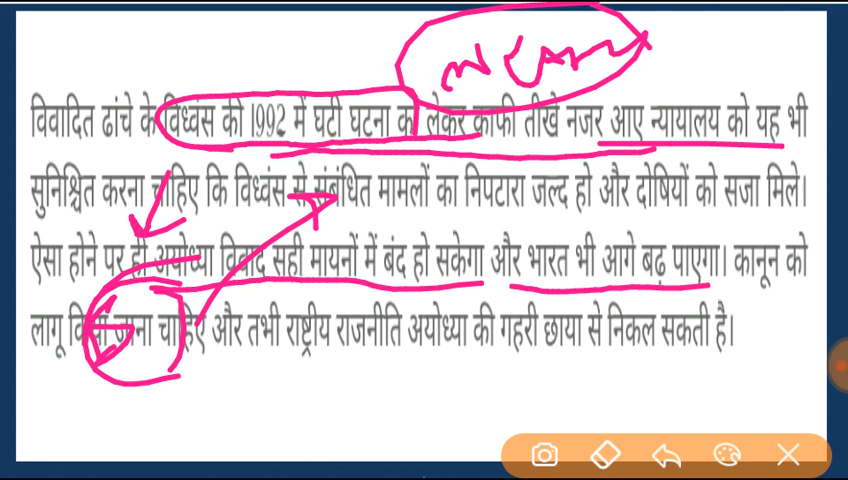 विवादित ढांचे के विध्वंस की 1992 में घटी घटना को लेकर काफी तीखे नजर आए न्यायालय को यह भी
सुनिश्चित करना चाहिए कि विध्वंस से संबंधित मामलों का निपटारा जल्द हो और दोषियों को सजा मिले।
ऐसा होने पर ही अयोध्या विवाद सही मायनों में बंद हो सकेगा और भारत भी आगे बढ़ पाएगा। कानून को
लागू किया जाना चाहिए और तभी राष्ट्रीय राजनीति अयोध्या की गहरी छाया से निकल सकती है।